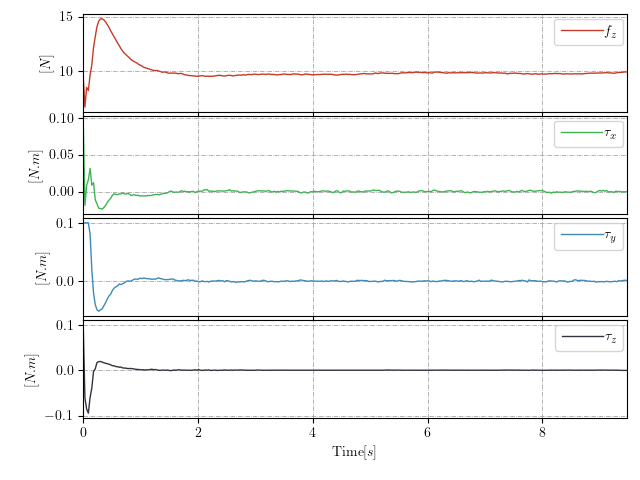 15
10
[N]
f_z
0.10
0.05
0.00
[N.m]
τ_x
0.1
0.0
[N.m]
τ_y
0.1
0.0
−0.1
[N.m]
τ_z
0 2 4 6 8
Time[s]